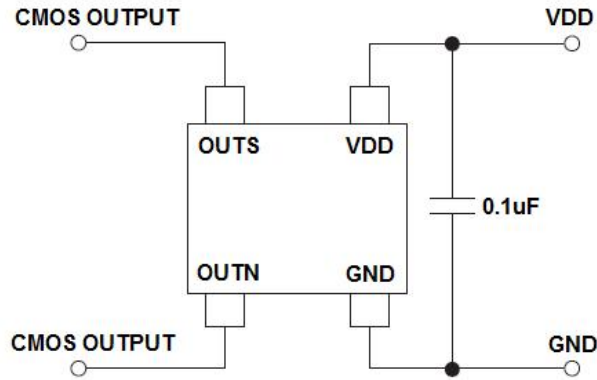 CMOS OUTPUT
VDD
OUTS
VDD
0.1uF
OUTN
GND
CMOS OUTPUT
GND